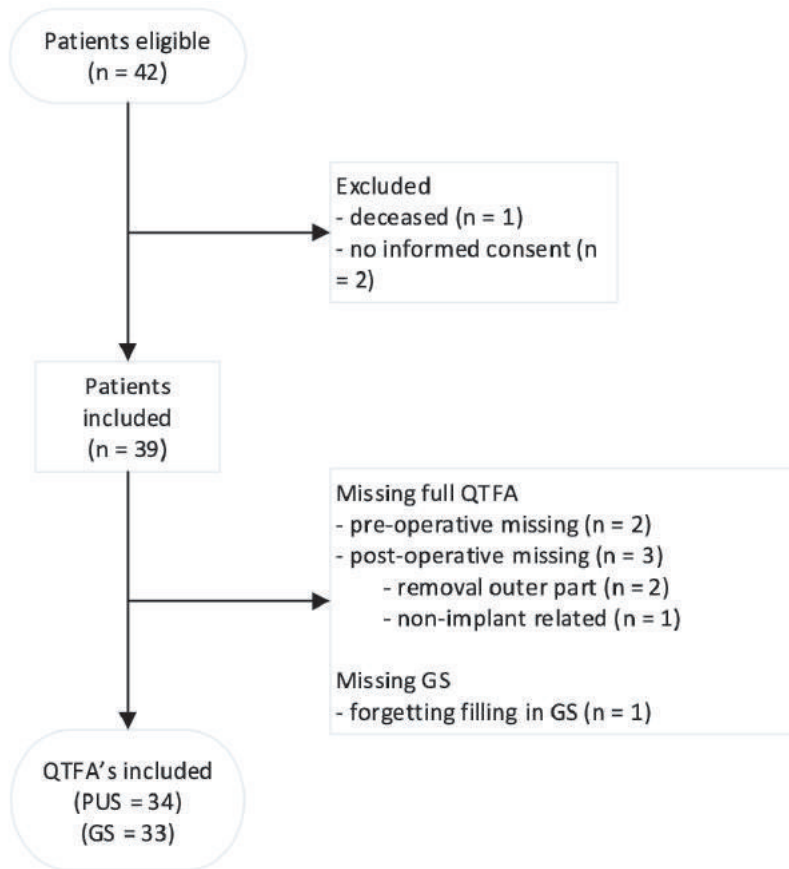 Patients eligible
(n = 42)
Excluded
- deceased (n = 1)
- no informed consent (n
= 2)
Patients
included
(n = 39)
Missing full QTFA
- pre-operative missing (n = 2)
- post-operative missing (n = 3)
- removal outer part (n = 2)
- non-implant related (n = 1)
Missing GS
- forgetting filling in GS (n = 1)
QTFA's included
(PUS = 34)
(GS = 33)